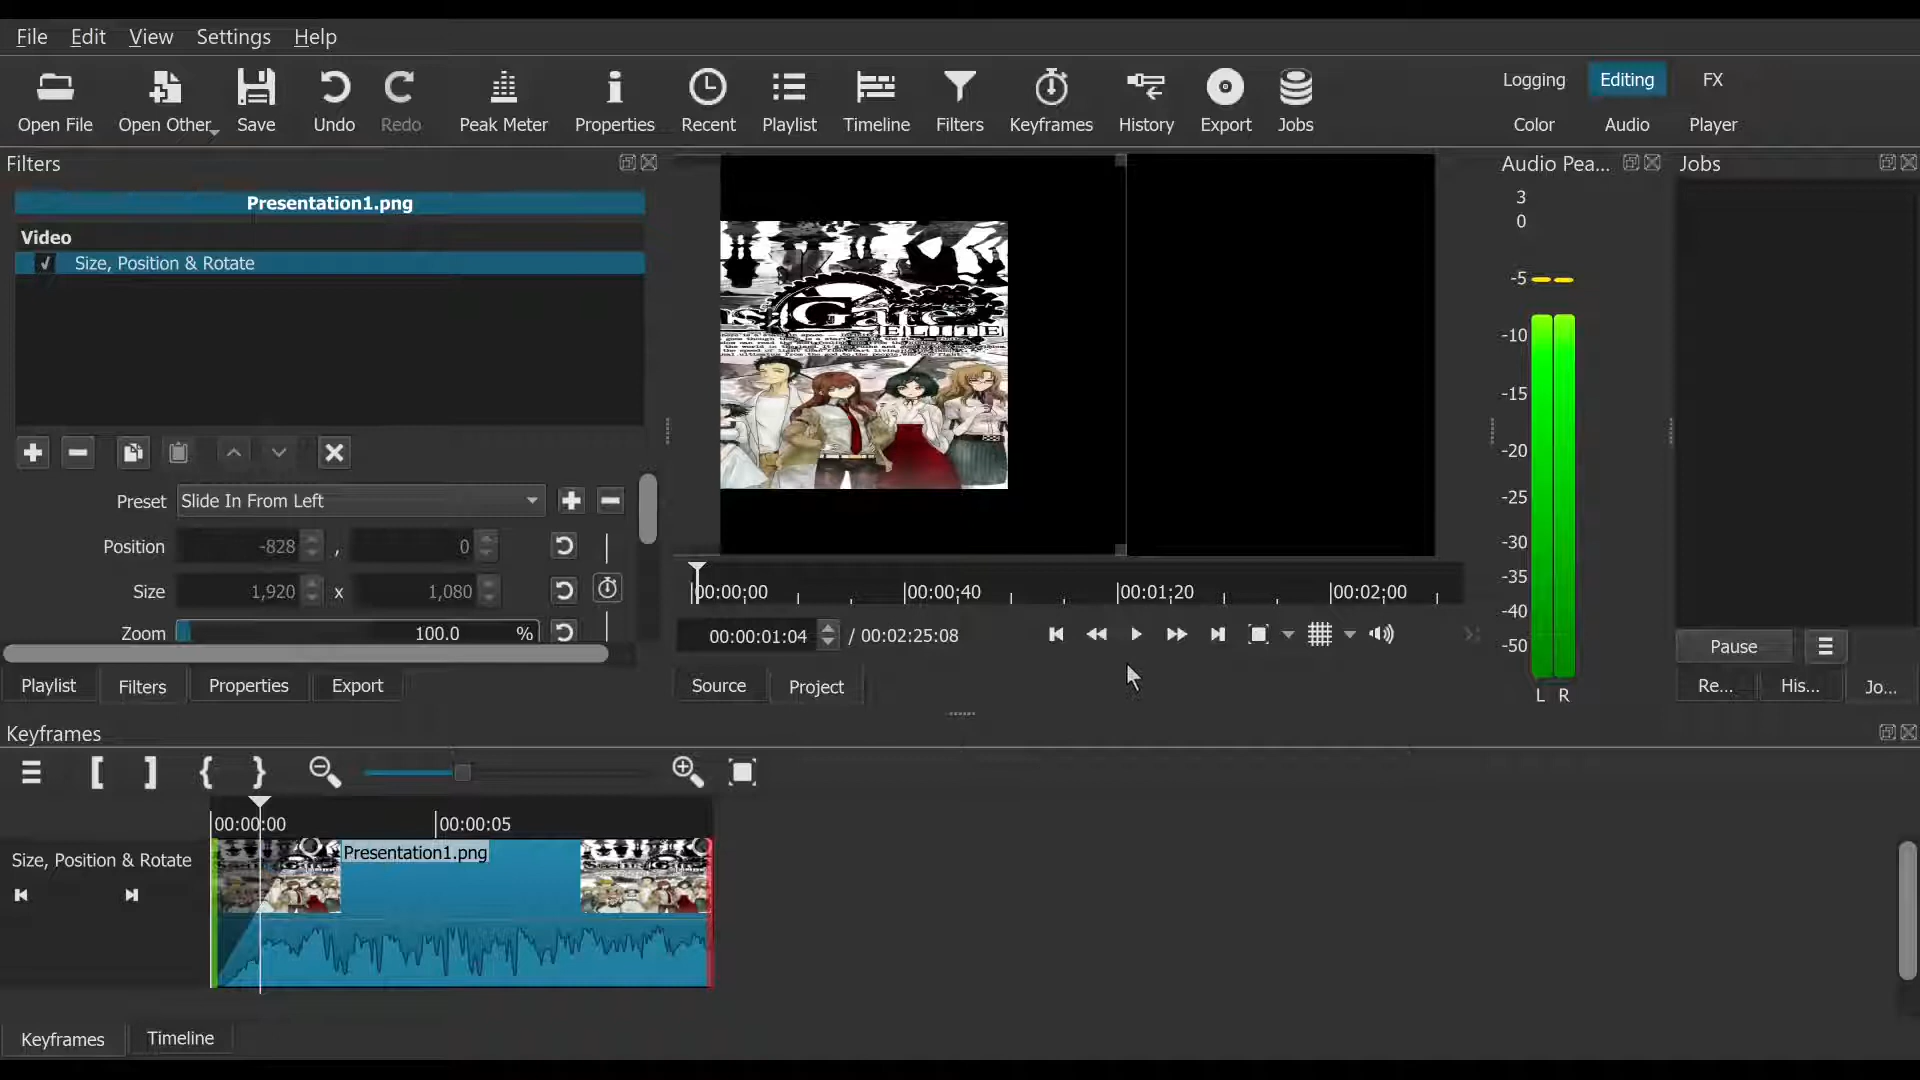 File Edit View Settings Help
Open File Open Other Save Undo Redo Peak Meter Properties Recent Playlist Timeline Filters Keyframes History Export Jobs
Logging Editing FX
Color Audio Player
Filters
Audio Pea...
Jobs
Presentation1.png
Video
Size, Position & Rotate
Preset Slide In From Left
Position -828 , 0
Size 1,920 x 1,080
Zoom 100.0 %
Playlist Filters Properties Export
Gate
ELITE
00:00:00 00:00:40 00:01:20 00:02:00
00:00:01:04 / 00:02:25:08
Source Project
3
0
-5
-10
-15
-20
-25
-30
-35
-40
-50
L R
Pause
Re... His... Jo...
Keyframes
00:00:00 00:00:05
Size, Position & Rotate
Presentation1.png
Keyframes Timeline